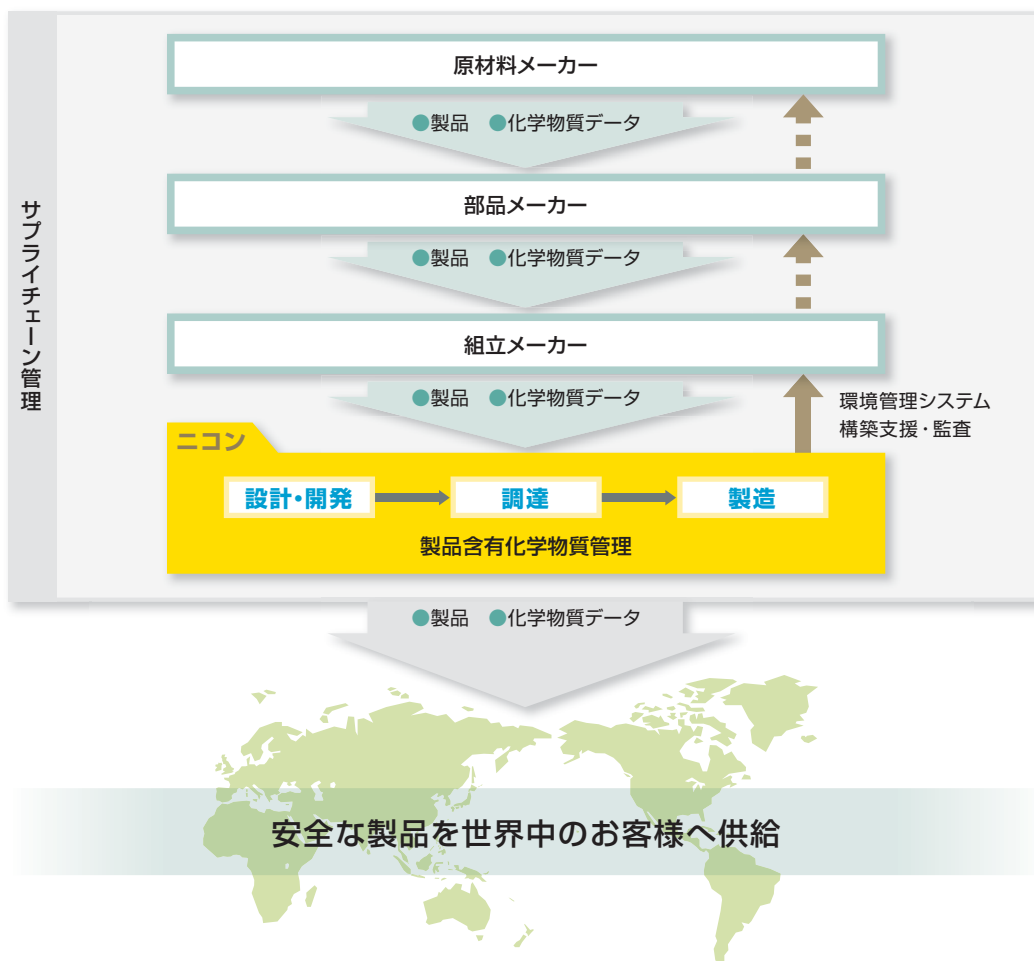 サプライチェーン管理
原材料メーカー
●製品 ●化学物質データ
部品メーカー
●製品 ●化学物質データ
組立メーカー
●製品 ●化学物質データ
環境管理システム
構築支援・監査
ニコン
設計・開発
調達
製造
製品含有化学物質管理
●製品 ●化学物質データ
安全な製品を世界中のお客様へ供給